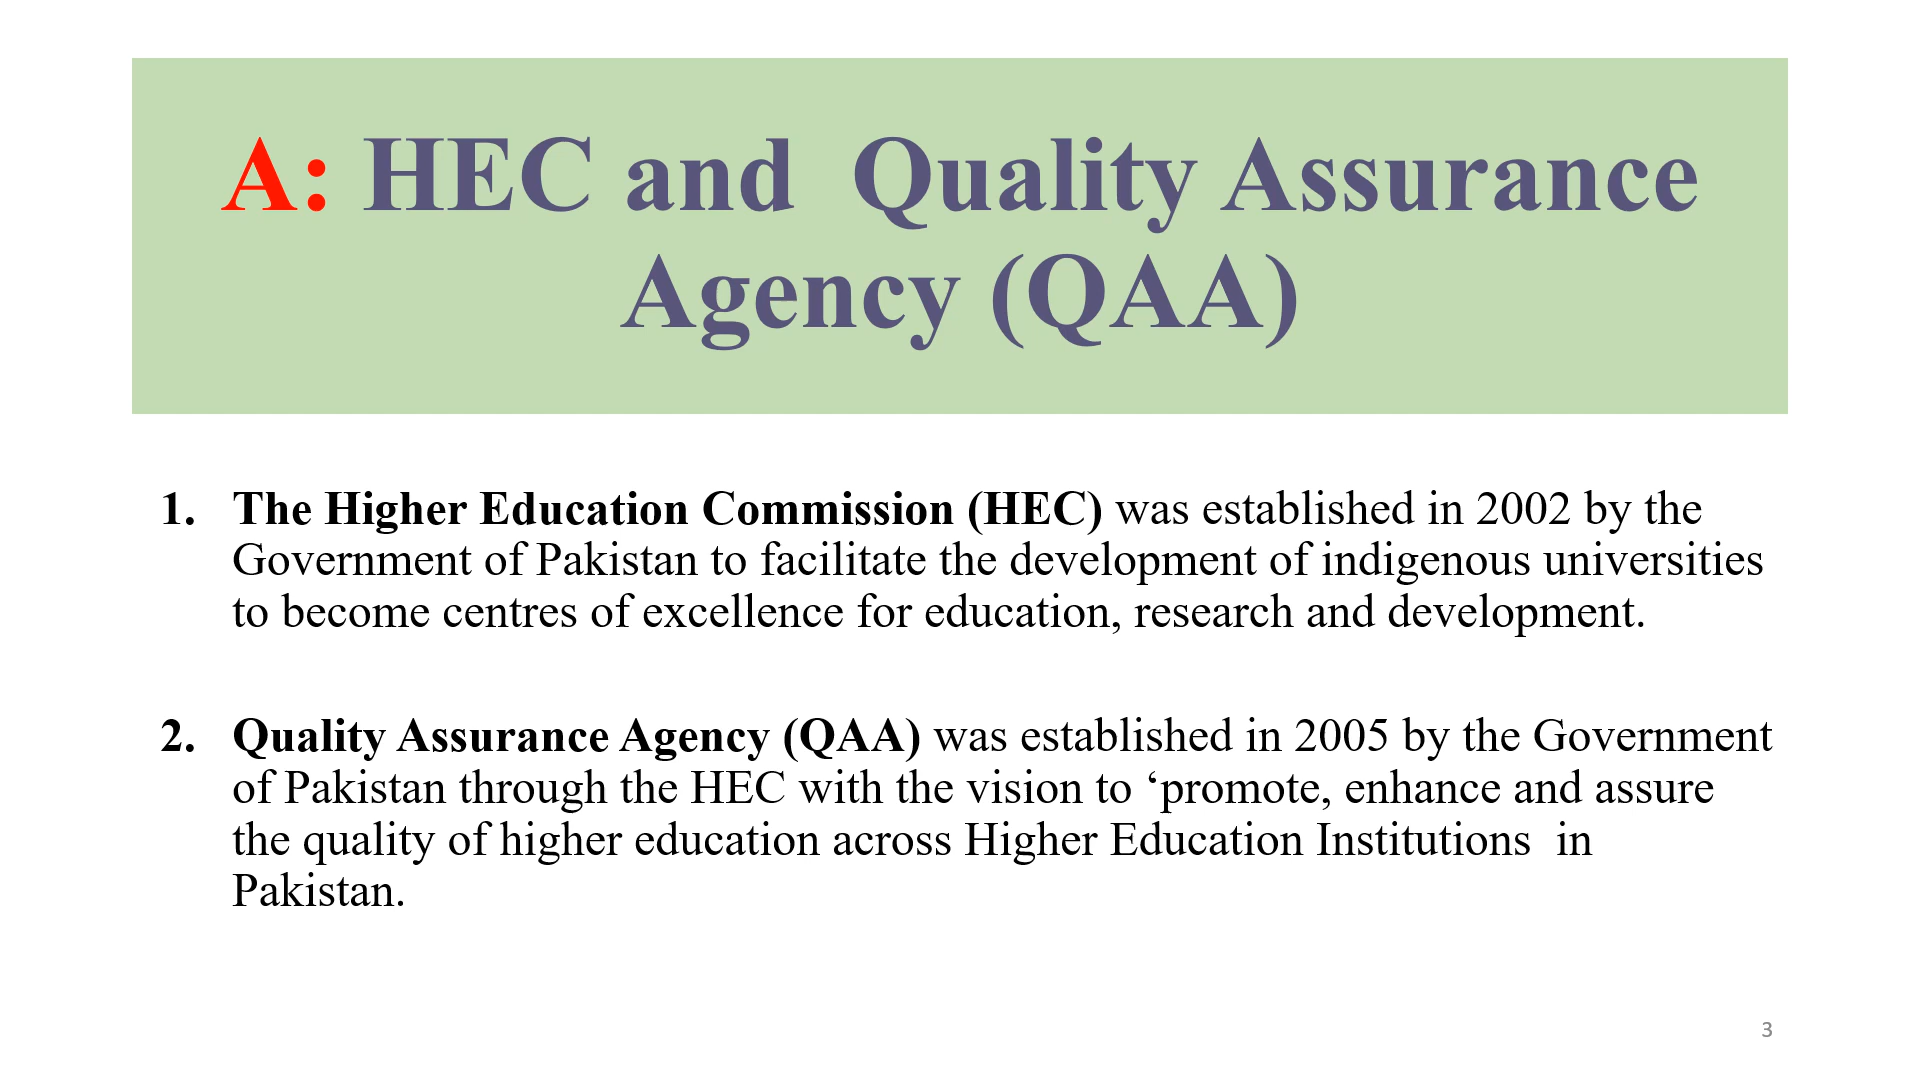 A: HEC and  Quality Assurance
Agency (QAA)
1. The Higher Education Commission (HEC) was established in 2002 by the
Government of Pakistan to facilitate the development of indigenous universities
to become centres of excellence for education, research and development.
2. Quality Assurance Agency (QAA) was established in 2005 by the Government
of Pakistan through the HEC with the vision to ‘promote, enhance and assure
the quality of higher education across Higher Education Institutions  in
Pakistan.
3